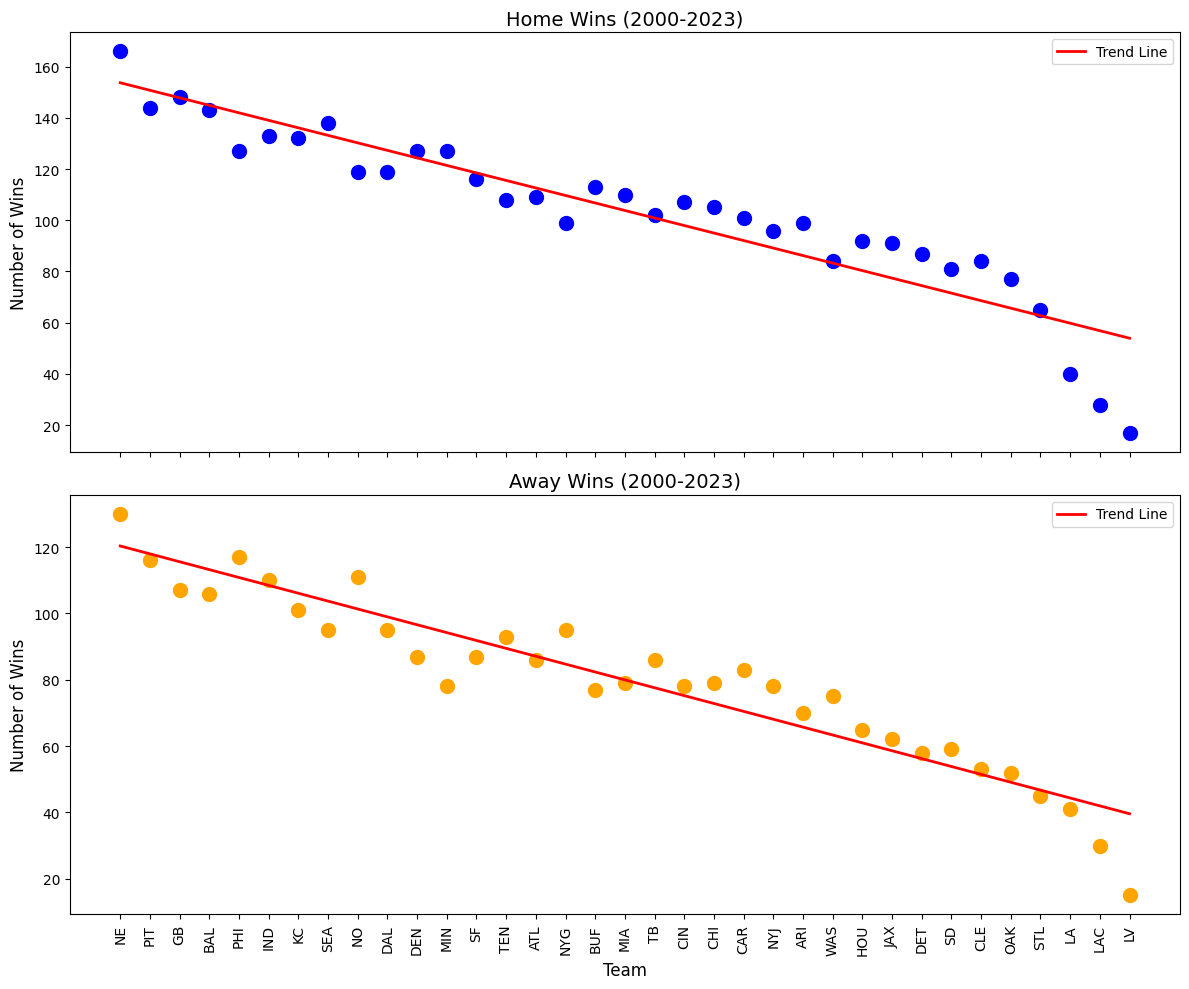 Home Wins (2000-2023)
Trend Line
160
140
120
100
80
60
40
20
Number of Wins
Away Wins (2000-2023)
Trend Line
120
100
80
60
40
20
Number of Wins
NE PIT GB BAL PHI IND KC SEA NO DAL DEN MIN SF TEN ATL NYG BUF MIA TB CIN CHI CAR NYJ ARI WAS HOU JAX DET SD CLE OAK STL LA LAC LV
Team